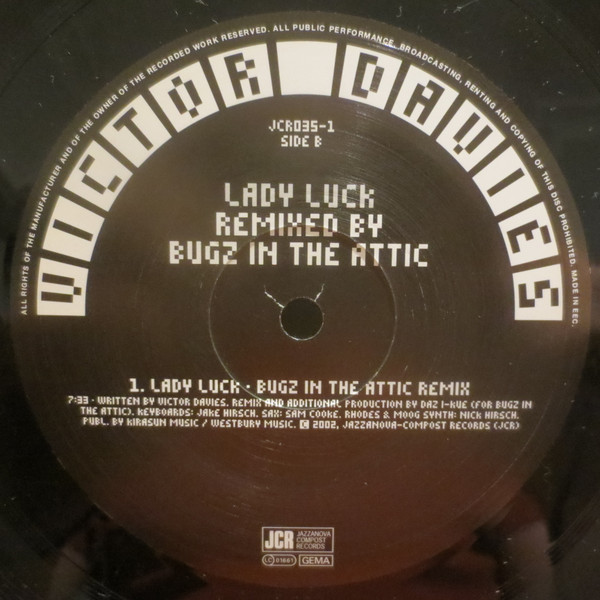 ALL RIGHTS OF THE MANUFACTURER AND OF THE OWNER OF THE RECORDED WORK RESERVED. ALL PUBLIC PERFORMANCE, BROADCASTING, RENTING AND COPYING OF THIS DISC PROHIBITED. MADE IN EEC.
VICTOR DAVIES
JCR035-1
SIDE B
LADY LUCK
REMIXED BY
BUGZ IN THE ATTIC
1. LADY LUCK · BUGZ IN THE ATTIC REMIX
7:33 - WRITTEN BY VICTOR DAVIES. REMIX AND ADDITIONAL PRODUCTION BY DAZ I-KUE (FOR BUGZ IN
THE ATTIC). KEYBOARDS: JAKE HIRSCH. SAX: SAM COOKE. RHODES & MOOG SYNTH: NICK HIRSCH.
PUBL. BY KIRASUN MUSIC / WESTBURY MUSIC. © 2002, JAZZANOVA-COMPOST RECORDS (JCR)
JCR JAZZANOVA
COMPOST
RECORDS
LC 01661 GEMA